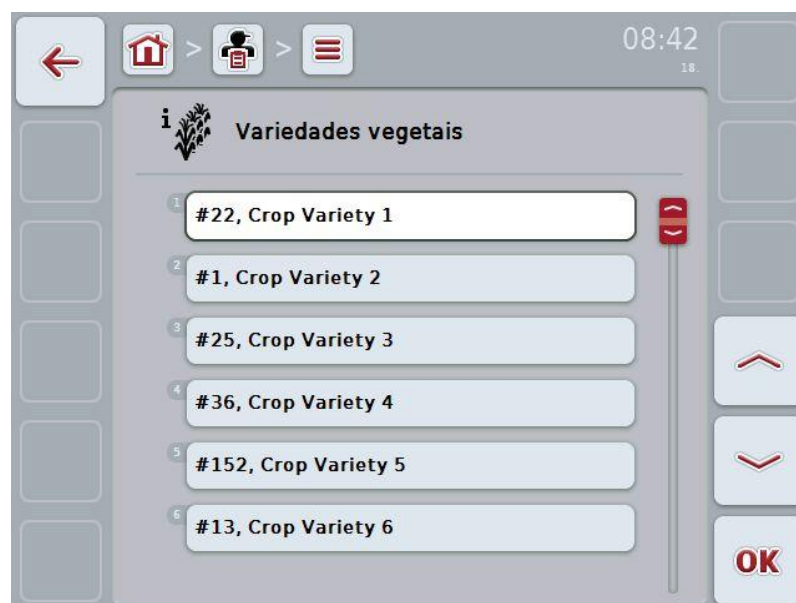 > >
08:42
18.
i
Variedades vegetais
1
#22, Crop Variety 1
2
#1, Crop Variety 2
3
#25, Crop Variety 3
4
#36, Crop Variety 4
5
#152, Crop Variety 5
6
#13, Crop Variety 6
OK